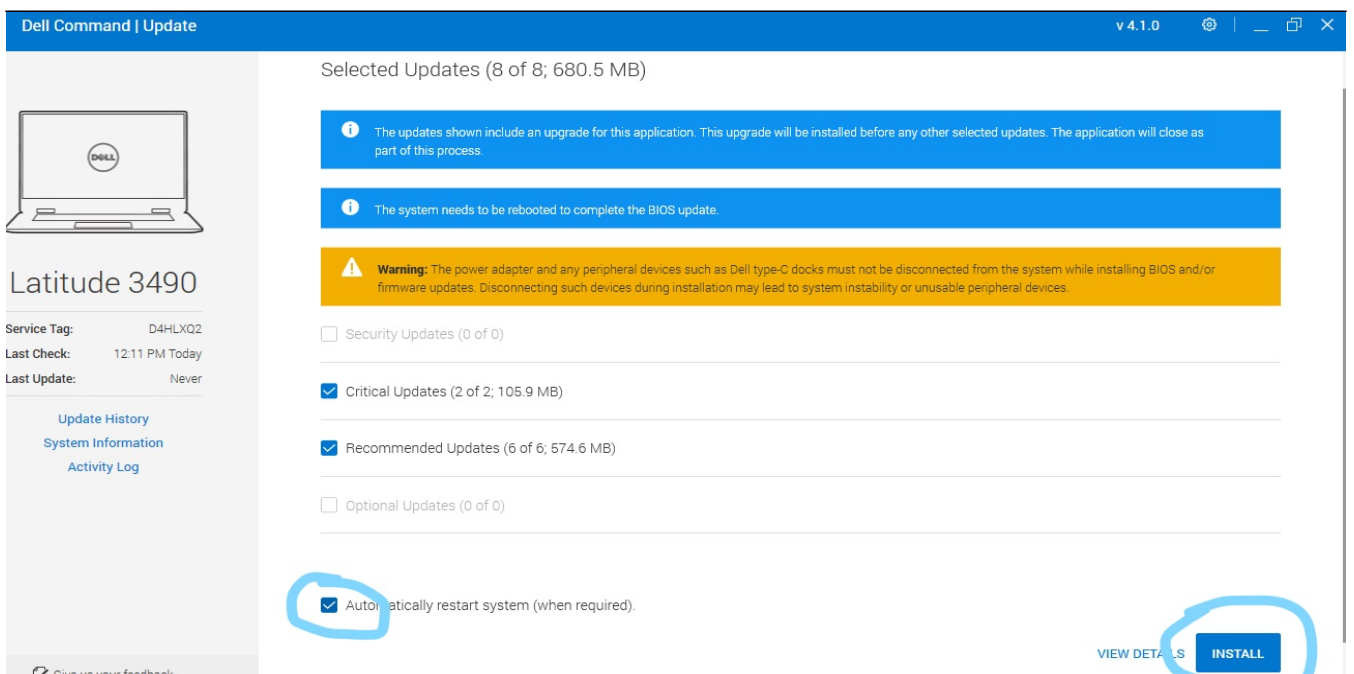 Dell Command | Update
v 4.1.0
Selected Updates (8 of 8; 680.5 MB)
The updates shown include an upgrade for this application. This upgrade will be installed before any other selected updates. The application will close as
part of this process.
The system needs to be rebooted to complete the BIOS update.
Warning: The power adapter and any peripheral devices such as Dell type-C docks must not be disconnected from the system while installing BIOS and/or
firmware updates. Disconnecting such devices during installation may lead to system instability or unusable peripheral devices.
DELL
Latitude 3490
Service Tag: D4HLXQ2
Last Check: 12:11 PM Today
Last Update: Never
Update History
System Information
Activity Log
Security Updates (0 of 0)
Critical Updates (2 of 2; 105.9 MB)
Recommended Updates (6 of 6; 574.6 MB)
Optional Updates (0 of 0)
Automatically restart system (when required).
VIEW DETAILS
INSTALL
Give us your feedback